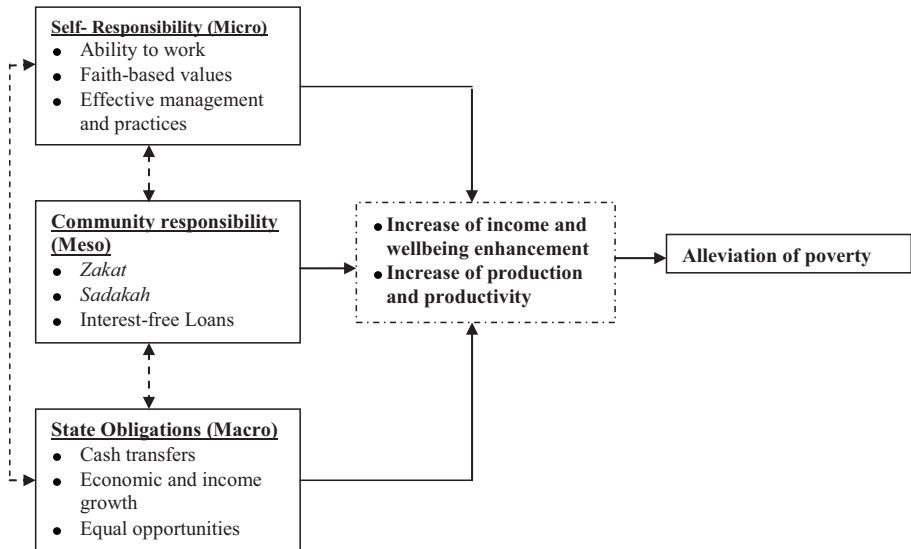 Self- Responsibility (Micro)
● Ability to work
● Faith-based values
● Effective management
and practices
Community responsibility
(Meso)
● Zakat
● Sadakah
● Interest-free Loans
State Obligations (Macro)
● Cash transfers
● Economic and income
growth
● Equal opportunities
● Increase of income and
wellbeing enhancement
● Increase of production
and productivity
Alleviation of poverty